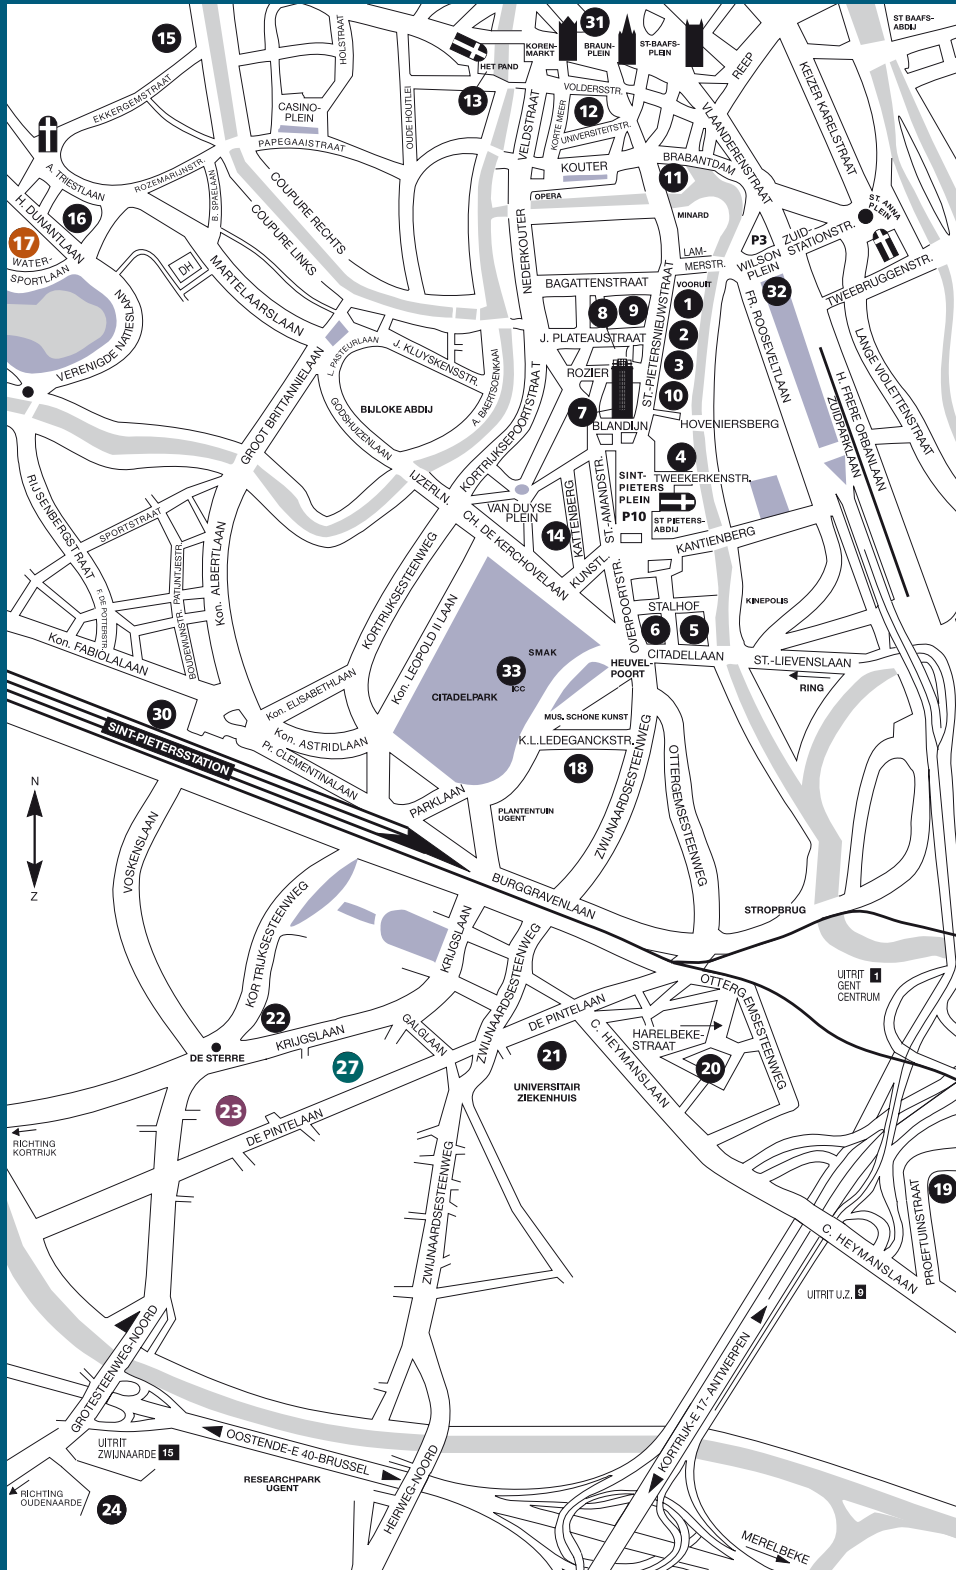 15
31
ST BAAFS-
ABDIJ
HOLSTRAAT
KOREN-
MARKT
BRAUN-
PLEIN
ST-BAAFS-
PLEIN
REEP
KEIZER KARELSTRAAT
HET PAND
EKKERGEMSTRAAT
CASINO-
PLEIN
OUDE HOUTLEI
13
VELDSTRAAT
VOLDERSSTR.
KORTE MEER
12
UNIVERSITEITSTR.
VLAANDERENSTRAAT
PAPEGAAISTRAAT
A. TRIESTLAAN
ROZEMARIJNSTR.
B. SPAELAAN
COUPURE RECHTS
COUPURE LINKS
KOUTER
BRABANTDAM
11
OPERA
MINARD
H. DUNANTLAAN
16
17
WATER-
SPORTLAAN
DH
MARTELAARSLAAN
NEDERKOUTER
P3
ZUID-
STATIONSTR.
ST. ANNA
PLEIN
WILSON
PLEIN
LAM-
MERSTR.
TWEEBRUGGENSTR.
BAGATTENSTRAAT
VOORUIT
1
32
8
9
ST.-PIETERSNIEUWSTRAAT
FR. ROOSEVELTLAAN
J. PLATEAUSTRAAT
2
VERENIGDE NATIESLAAN
L. PASTEURLAAN
J. KLUYSKENSSTR.
A. BAERTSOENKAAI
ROZIER
3
10
GROOT BRITTANNIELAAN
GODSHUIZENLAAN
BIJLOKE ABDIJ
KORTRIJKSEPOORTSTRAAT
7
BLANDIJN
HOVENIERSBERG
H. FRERE-ORBANLAAN
ZUIDPARKLAAN
LANGE VIOLETTENSTRAAT
4
TWEEKERKENSTR.
IJZERLN.
SINT-
PIETERS
PLEIN
P10
ST PIETERS-
ABDIJ
ST.-AMANDSTR.
KATTENBERG
VAN DUYSE
PLEIN
14
CH. DE KERCHOVELAAN
KUNSTL.
KANTIENBERG
RIJSENBERGSTRAAT
SPORTSTRAAT
F. DE POTTERSTR.
PATIJNTJESTR.
BOUDEWIJNSTR.
Kon. ALBERTLAAN
KORTRIJKSESTEENWEG
Kon. LEOPOLD II LAAN
OVERPOORTSTR.
STALHOF
KINEPOLIS
6
5
CITADELLAAN
ST.-LIEVENSLAAN
RING
Kon. FABIOLALAAN
SMAK
33
ICC
CITADELPARK
HEUVEL-
POORT
Kon. ELISABETHLAAN
Kon. ASTRIDLAAN
Pr. CLEMENTINALAAN
30
SINT-PIETERSSTATION
MUS. SCHONE KUNST
K.L.LEDEGANCKSTR.
18
PARKLAAN
PLANTENTUIN
UGENT
ZWIJNAARDSESTEENWEG
OTTERGEMSESTEENWEG
N
Z
VOSKENSLAAN
BURGGRAVENLAAN
STROPBRUG
KORTRIJKSESTEENWEG
KRIJGSLAAN
ZWIJNAARDSESTEENWEG
OTTERGEMSESTEENWEG
UITRIT 1
GENT
CENTRUM
22
KRIJGSLAAN
GALGLAAN
DE PINTELAAN
C. HEYMANSLAAN
HARELBEKE-
STRAAT
DE STERRE
27
21
20
UNIVERSITAIR
ZIEKENHUIS
23
DE PINTELAAN
RICHTING
KORTRIJK
ZWIJNAARDSESTEENWEG
19
PROEFTUINSTRAAT
C. HEYMANSLAAN
UITRIT U.Z. 9
GROTESTEENWEG-NOORD
KORTRIJK-E 17- ANTWERPEN
UITRIT
ZWIJNAARDE 15
OOSTENDE-E 40-BRUSSEL
RESEARCHPARK
UGENT
HEIRWEG-NOORD
RICHTING
OUDENAARDE
24
MERELBEKE